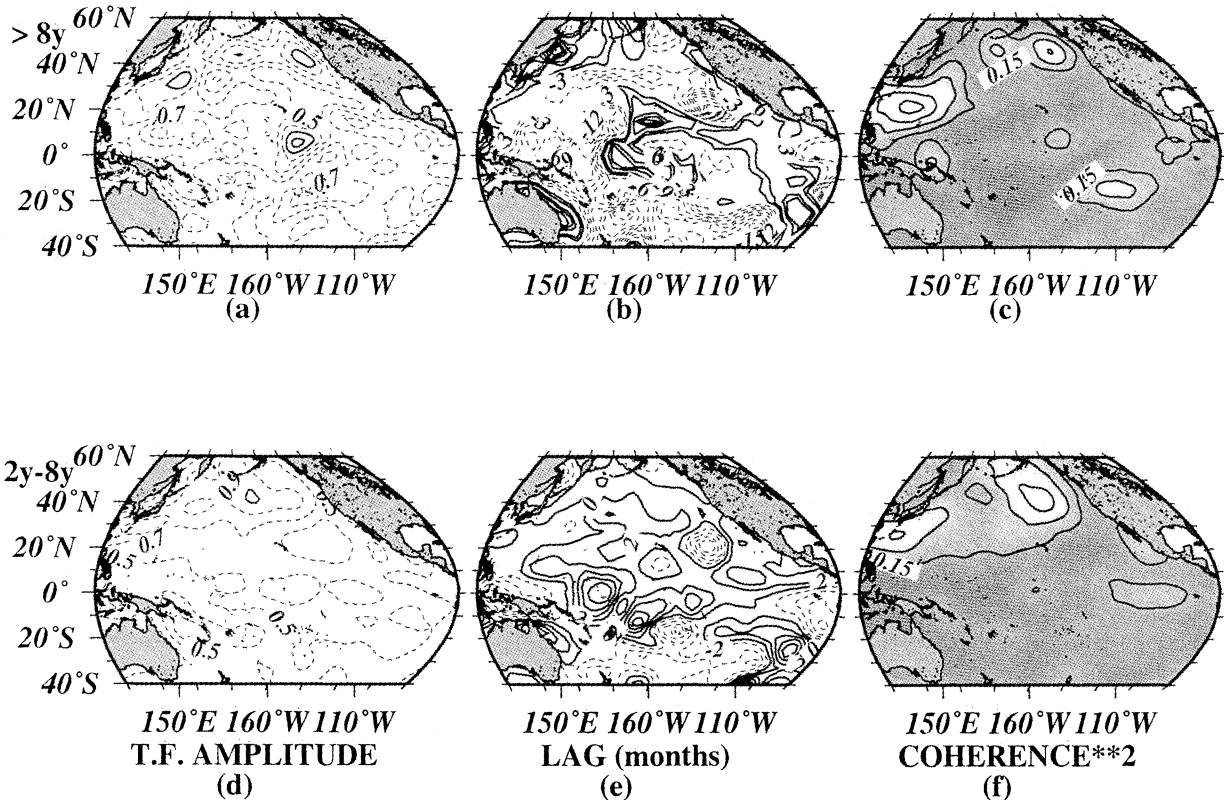 > 8y
60˚N
40˚N
20˚N
0˚
20˚S
40˚S
0.7
0.5
0.7
3
3
12
0.15
0.15
150˚E 160˚W 110˚W
150˚E 160˚W 110˚W
150˚E 160˚W 110˚W
(a)
(b)
(c)
2y-8y
60˚N
40˚N
20˚N
0˚
20˚S
40˚S
0.9
0.7
0.5
0.5
0.5
0
2
2
0.15
150˚E 160˚W 110˚W
150˚E 160˚W 110˚W
150˚E 160˚W 110˚W
T.F. AMPLITUDE
LAG (months)
COHERENCE**2
(d)
(e)
(f)